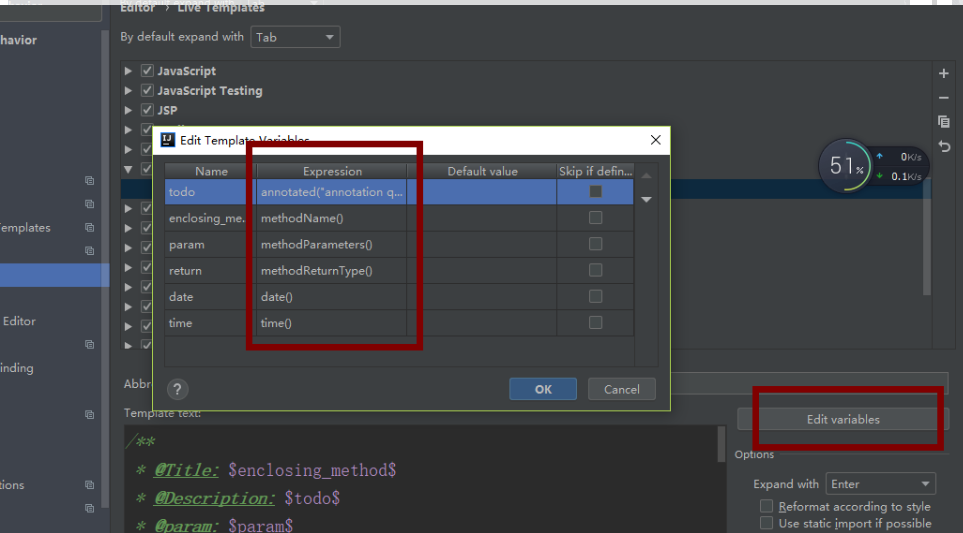 Editor › Live Templates
havior
By default expand with Tab
JavaScript
JavaScript Testing
JSP
Edit Template Variables
Name Expression Default value Skip if defin...
todo annotated("annotation q...
enclosing_me... methodName()
param methodParameters()
return methodReturnType()
date date()
time time()
51%
0K/s
0.1K/s
emplates
Editor
inding
tions
?
OK Cancel
Abbr
Edit variables
Template text:
/**
* @Title: $enclosing_method$
* @Description: $todo$
* @param: $param$
Options
Expand with Enter
Reformat according to style
Use static import if possible